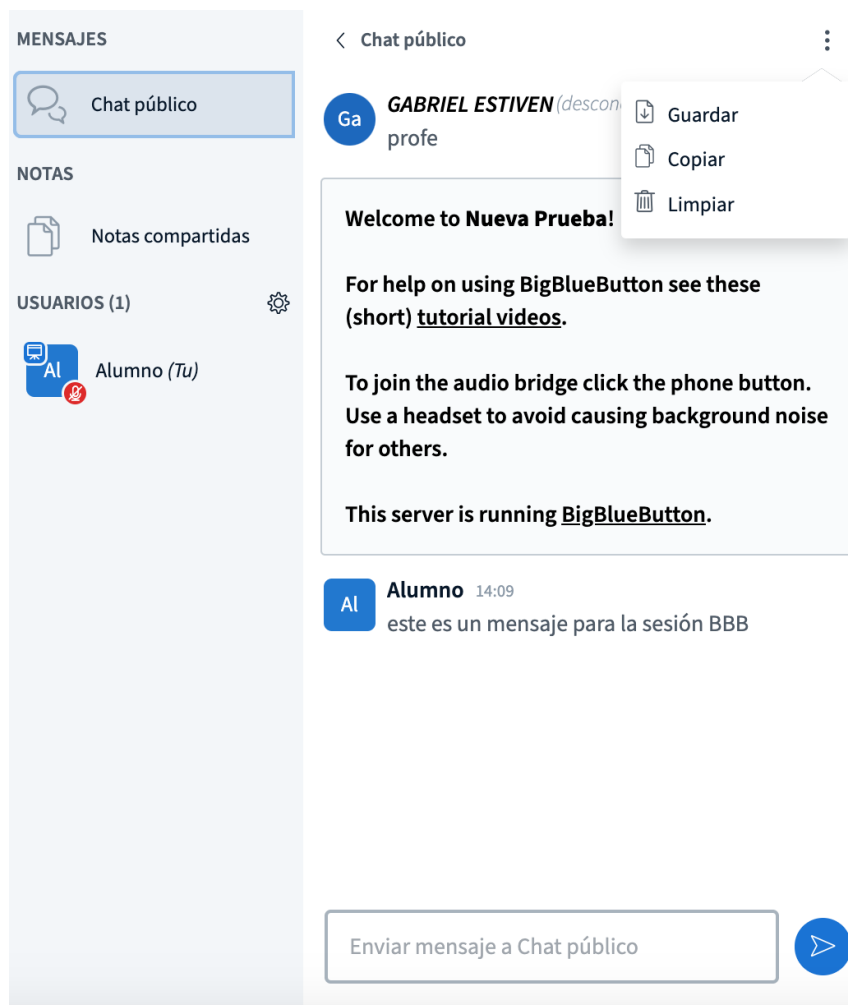 MENSAJES
Chat público
NOTAS
Notas compartidas
USUARIOS (1)
Al
Alumno (Tu)
Chat público
Ga
GABRIEL ESTIVEN
profe
Guardar
Copiar
Limpiar
Welcome to Nueva Prueba!
For help on using BigBlueButton see these
(short) tutorial videos.
To join the audio bridge click the phone button.
Use a headset to avoid causing background noise
for others.
This server is running BigBlueButton.
Al
Alumno 14:09
este es un mensaje para la sesión BBB
Enviar mensaje a Chat público